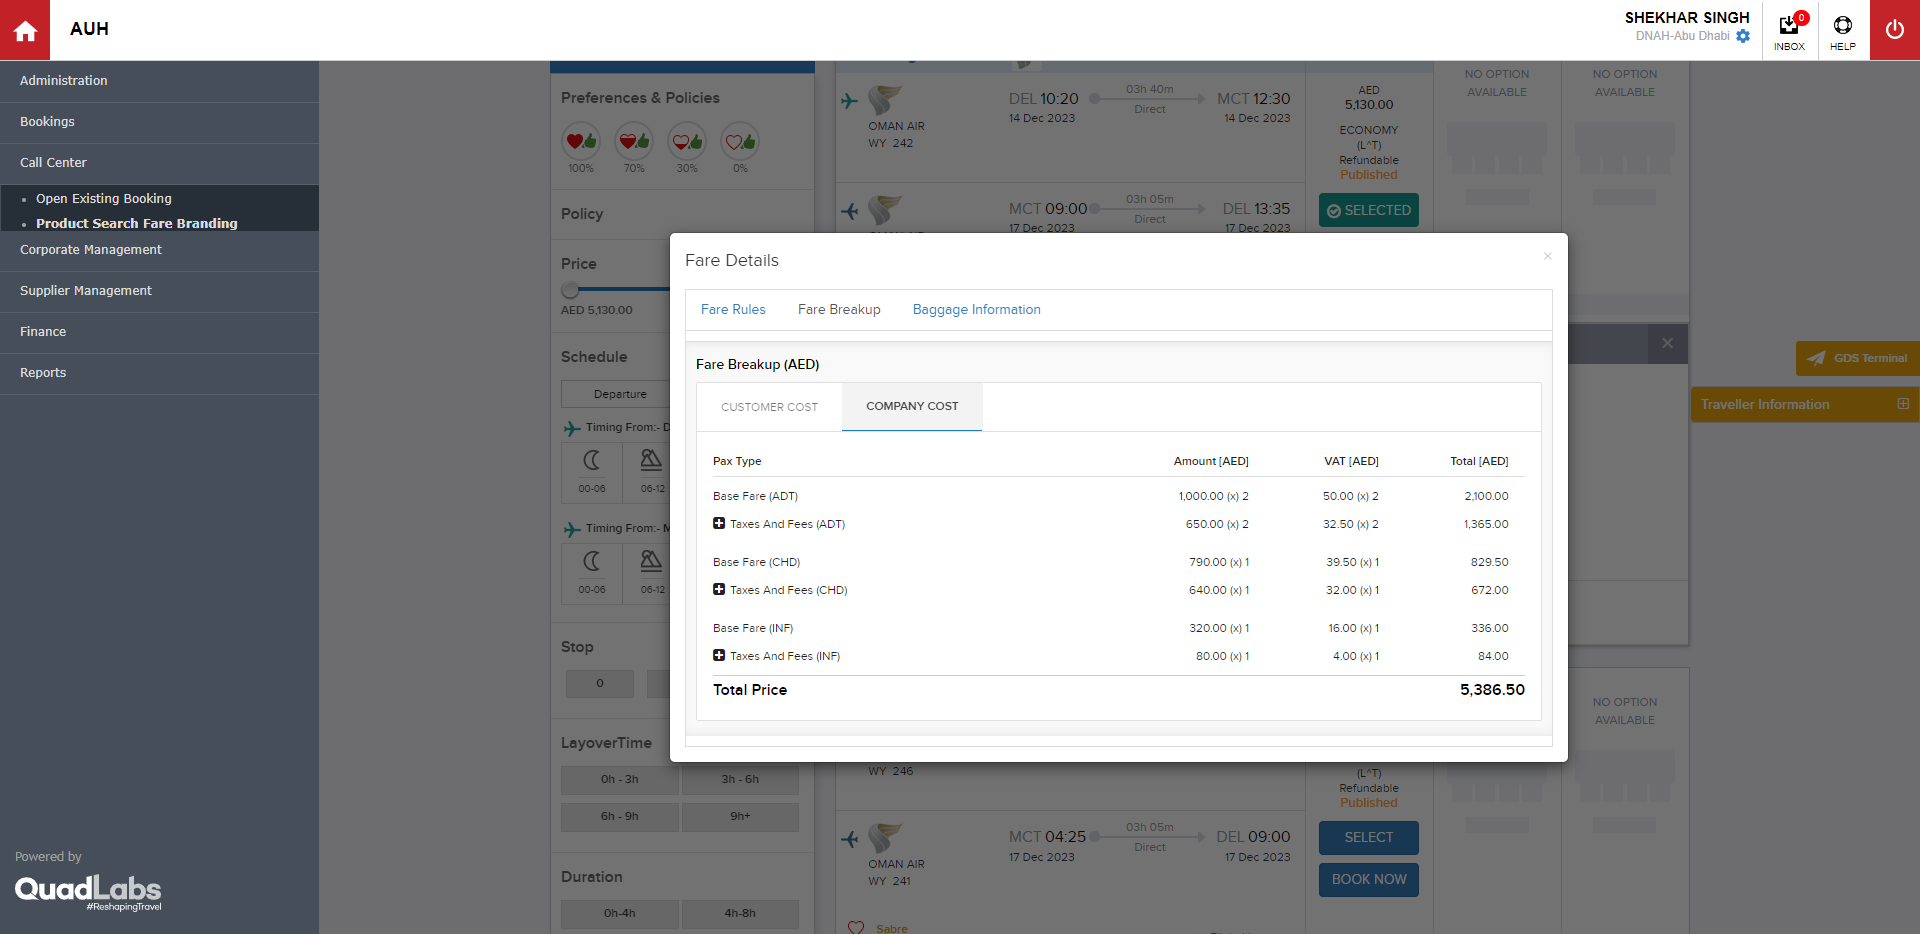 AUH
SHEKHAR SINGH
DNAH-Abu Dhabi
0
INBOX
HELP
Administration
Bookings
Call Center
Open Existing Booking
Product Search Fare Branding
Corporate Management
Supplier Management
Finance
Reports
Powered by
QuadLabs
#ReshapingTravel
Preferences & Policies
100% 70% 30% 0%
Policy
Price
AED 5,130.00
Schedule
Departure
Timing From:- D
00-06 06-12
Timing From:- M
00-06 06-12
Stop
0
LayoverTime
0h - 3h 3h - 6h
6h - 9h 9h+
Duration
0h-4h 4h-8h
OMAN AIR
WY 242
DEL 10:20
14 Dec 2023
03h 40m
Direct
MCT 12:30
14 Dec 2023
MCT 09:00
17 Dec 2023
03h 05m
Direct
DEL 13:35
17 Dec 2023
AED
5,130.00
ECONOMY
(L^T)
Refundable
Published
SELECTED
NO OPTION
AVAILABLE
NO OPTION
AVAILABLE
Fare Details
×
Fare Rules Fare Breakup Baggage Information
Fare Breakup (AED)
CUSTOMER COST COMPANY COST
Pax Type Amount [AED] VAT [AED] Total [AED]
Base Fare (ADT) 1,000.00 (x) 2 50.00 (x) 2 2,100.00
Taxes And Fees (ADT) 650.00 (x) 2 32.50 (x) 2 1,365.00
Base Fare (CHD) 790.00 (x) 1 39.50 (x) 1 829.50
Taxes And Fees (CHD) 640.00 (x) 1 32.00 (x) 1 672.00
Base Fare (INF) 320.00 (x) 1 16.00 (x) 1 336.00
Taxes And Fees (INF) 80.00 (x) 1 4.00 (x) 1 84.00
Total Price 5,386.50
GDS Terminal
Traveller Information
WY 246
(L^T)
Refundable
Published
OMAN AIR
WY 241
MCT 04:25
17 Dec 2023
03h 05m
Direct
DEL 09:00
17 Dec 2023
SELECT
BOOK NOW
NO OPTION
AVAILABLE
Sabre